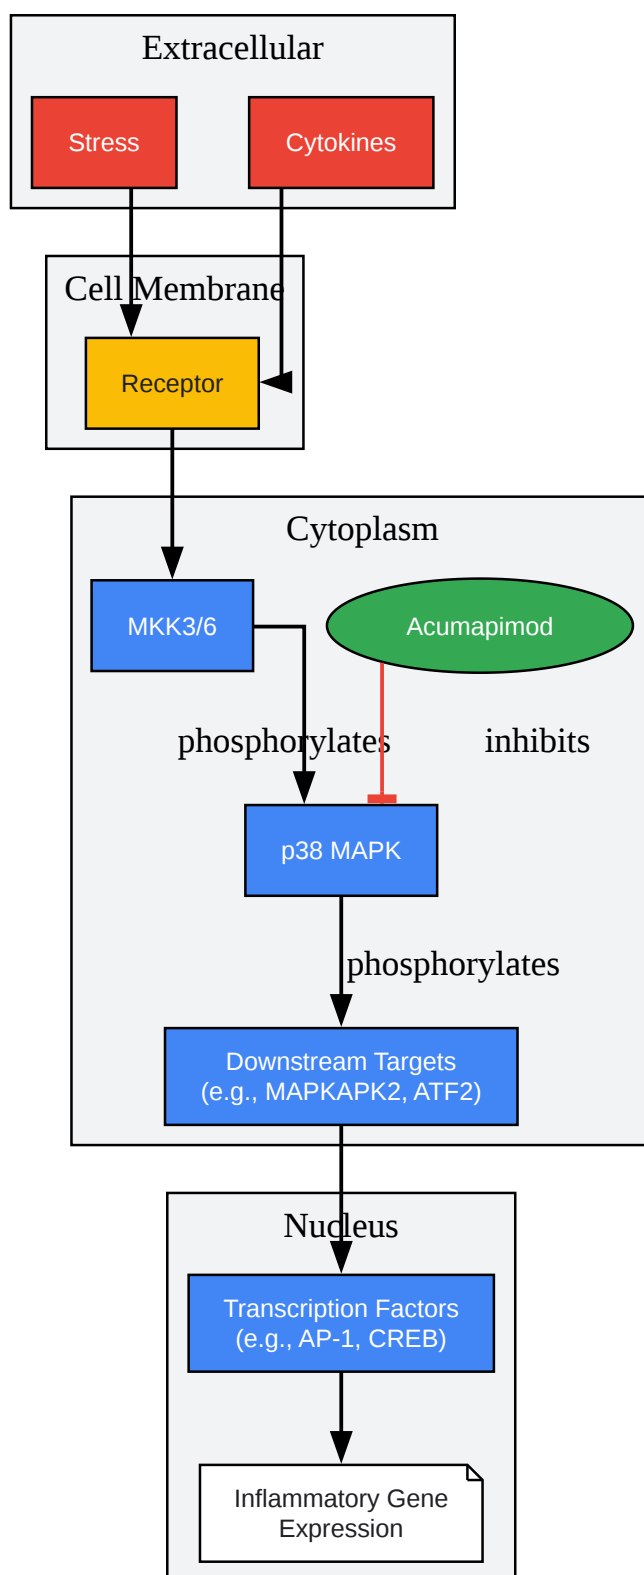 Extracellular
Stress
Cytokines
Cell Membrane
Receptor
Cytoplasm
MKK3/6
Acumapimod
phosphorylates
inhibits
p38 MAPK
phosphorylates
Downstream Targets
(e.g., MAPKAPK2, ATF2)
Nucleus
Transcription Factors
(e.g., AP-1, CREB)
Inflammatory Gene
Expression